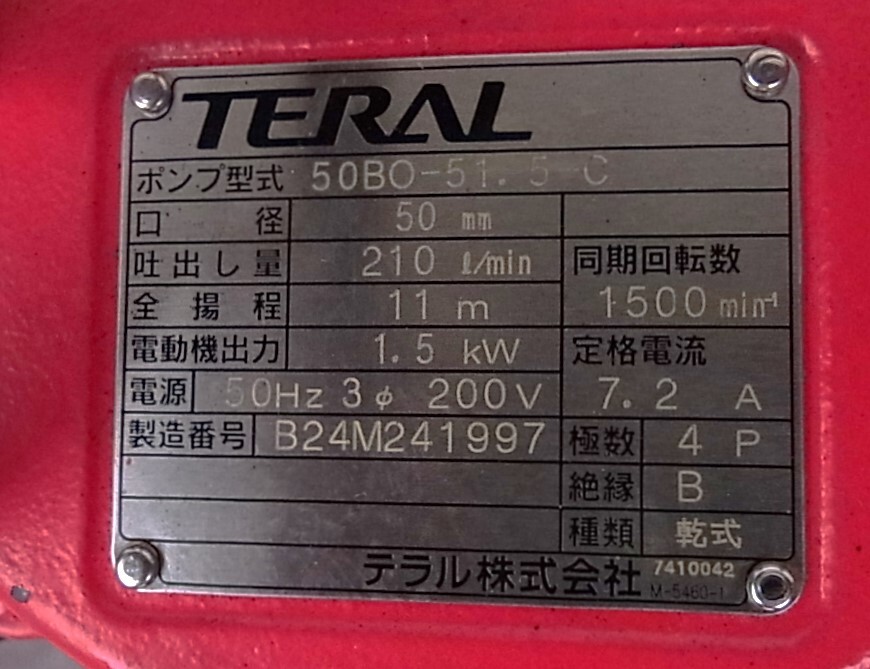 TERAL
ポンプ型式 50BO-51.5 C
口径 50 mm
吐出し量 210 ℓ/min 同期回転数
全揚程 11 m 1500 min⁻¹
電動機出力 1.5 kW 定格電流
電源 50Hz 3φ 200V 7.2 A
製造番号 B24M241997 極数 4 P
絶縁 B
種類 乾式
テラル株式会社 7410042
M-5460-1